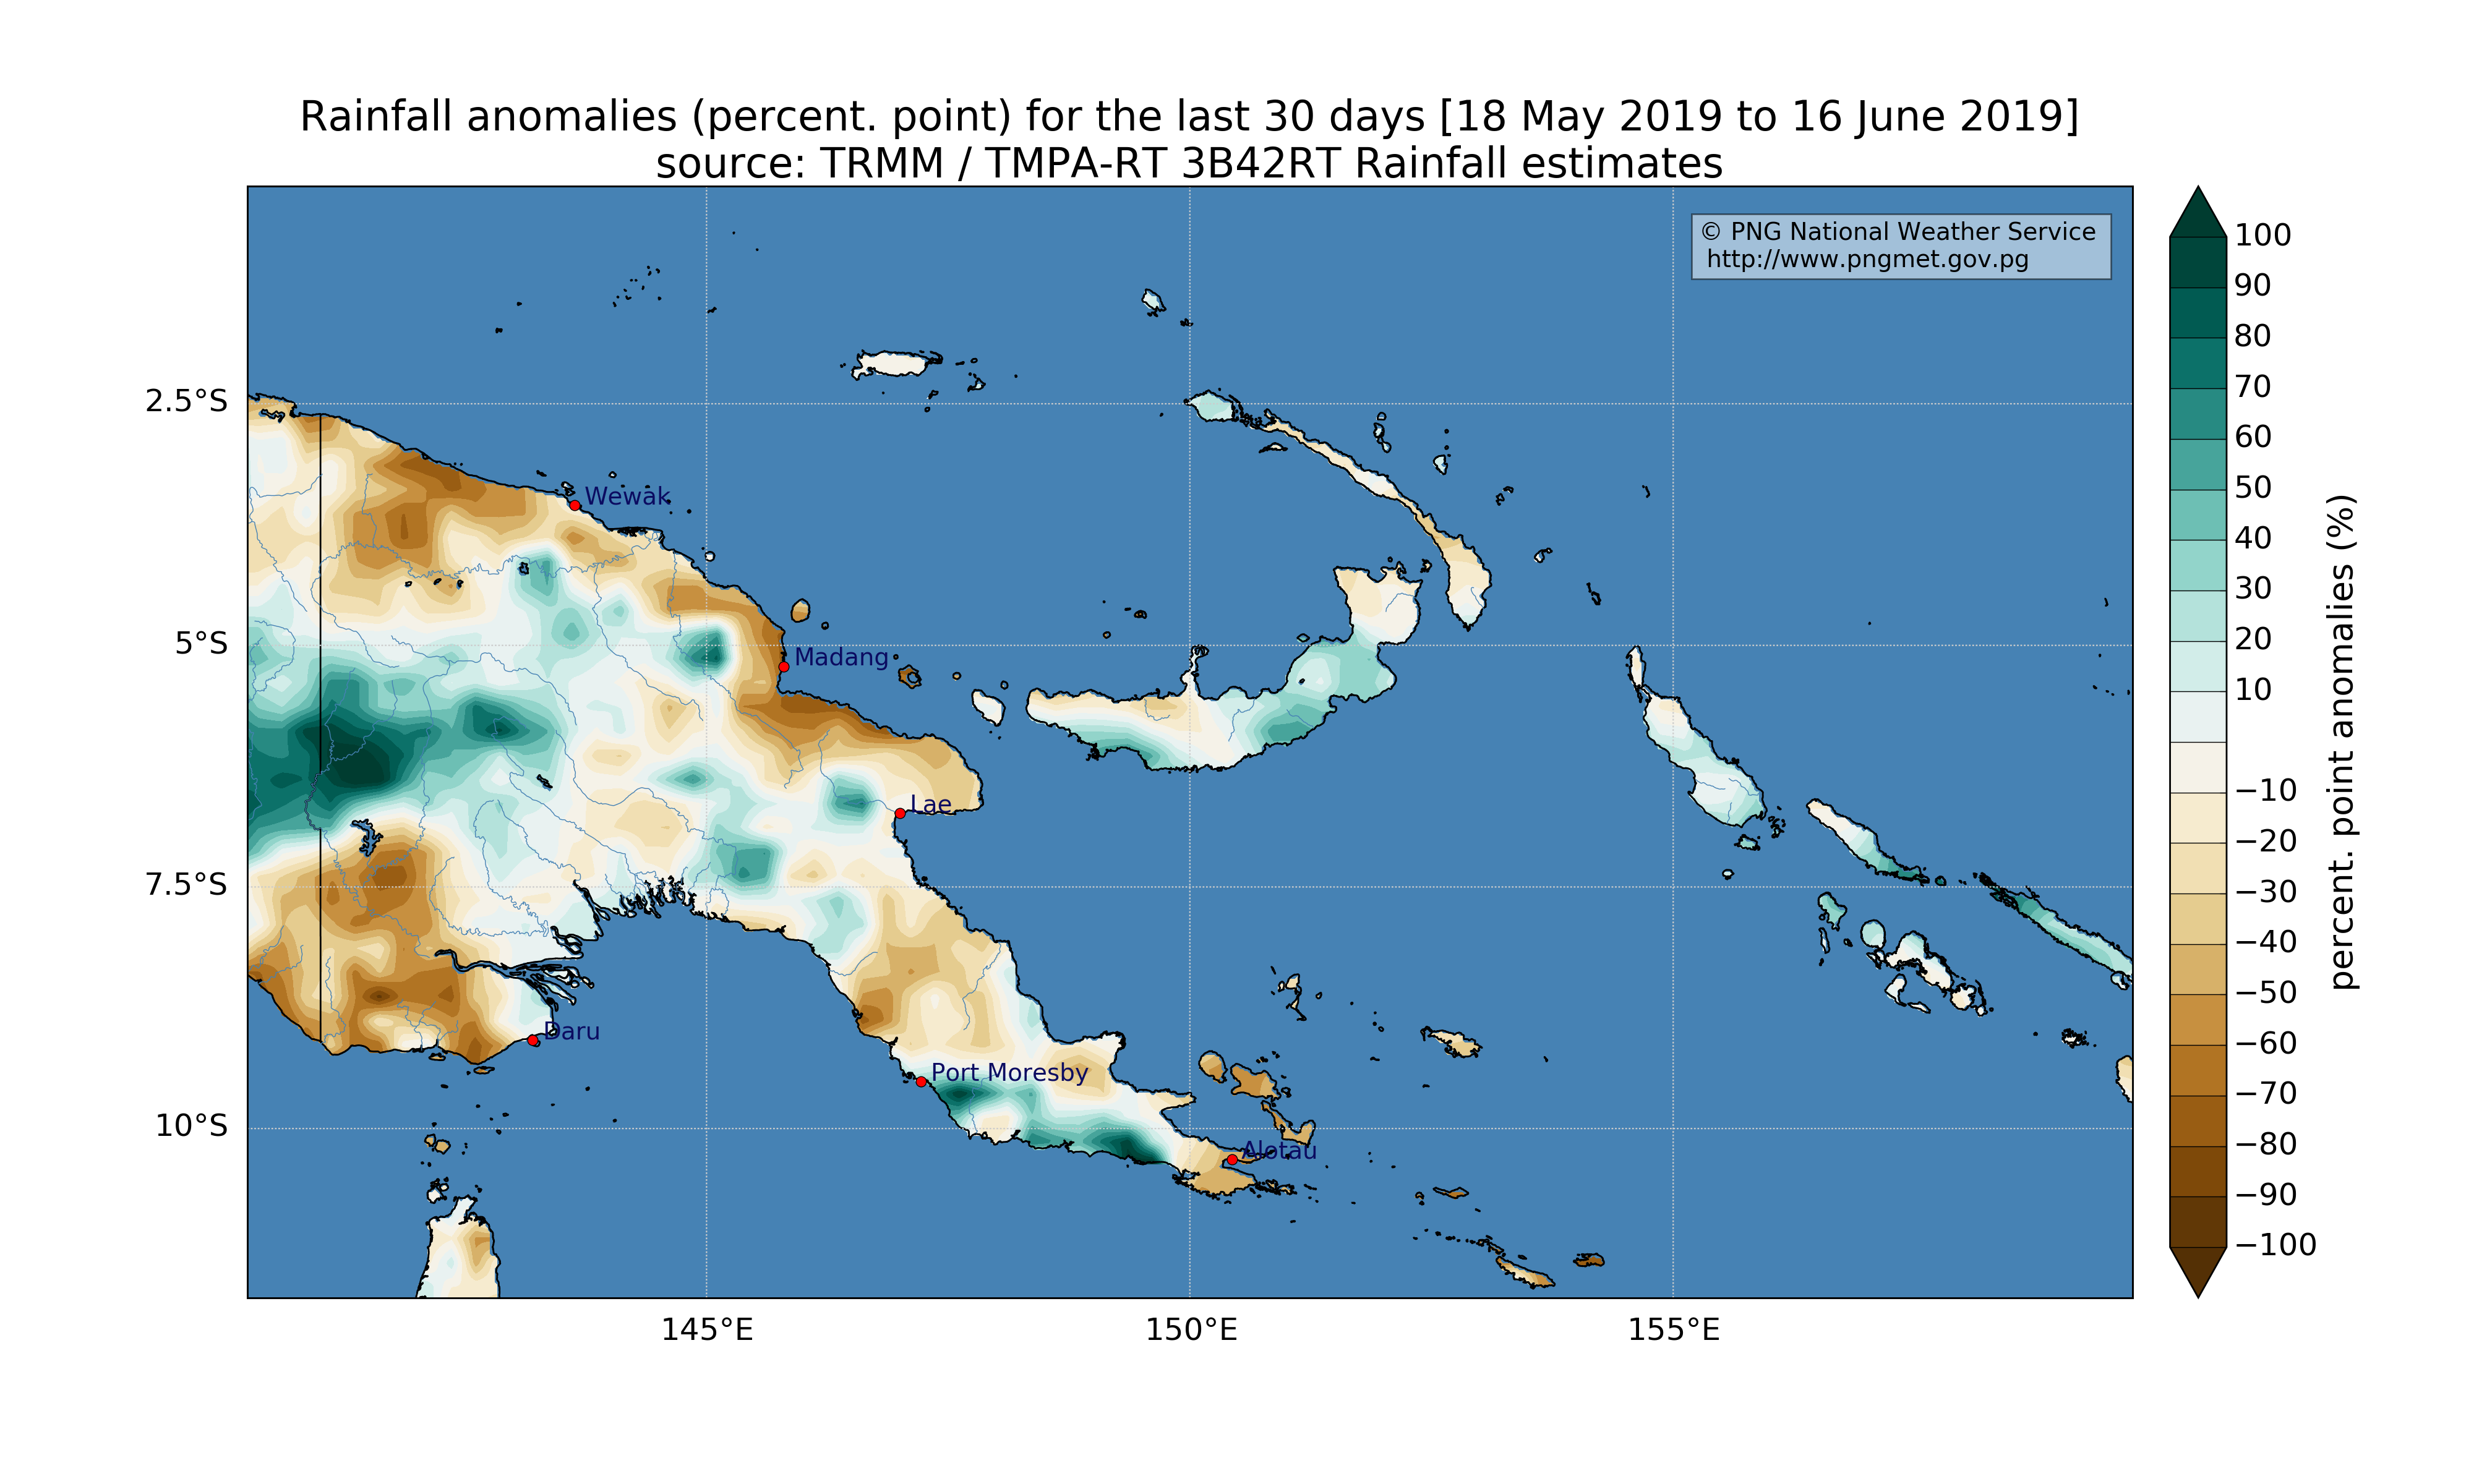 Rainfall anomalies (percent. point) for the last 30 days [18 May 2019 to 16 June 2019]
source: TRMM / TMPA-RT 3B42RT Rainfall estimates
© PNG National Weather Service
http://www.pngmet.gov.pg
2.5°S
5°S
7.5°S
10°S
Wewak
Madang
Lae
Daru
Port Moresby
Alotau
145°E
150°E
155°E
100
90
80
70
60
50
40
30
20
10
−10
−20
−30
−40
−50
−60
−70
−80
−90
−100
percent. point anomalies (%)